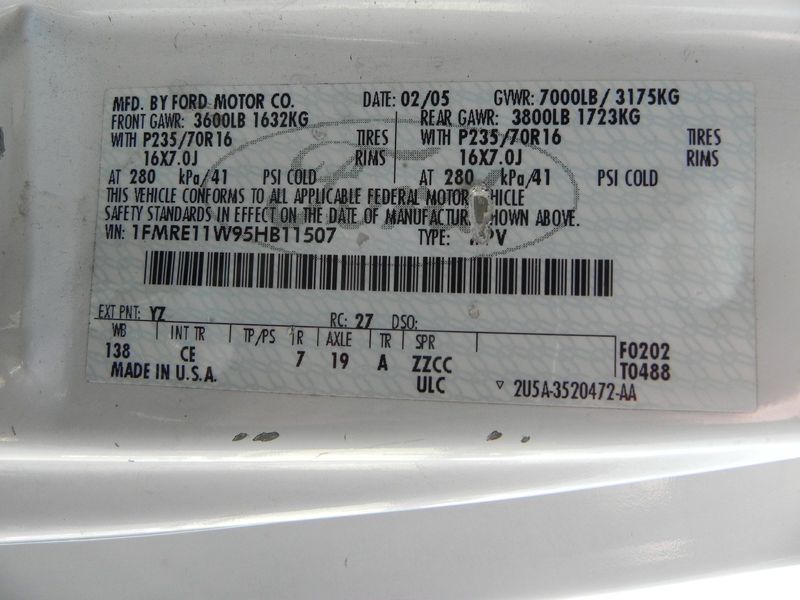 MFD. BY FORD MOTOR CO. DATE: 02/05 GVWR: 7000LB / 3175KG
FRONT GAWR: 3600LB 1632KG REAR GAWR: 3800LB 1723KG
WITH P235/70R16 TIRES WITH P235/70R16 TIRES
16X7.0J RIMS 16X7.0J RIMS
AT 280 kPa/41 PSI COLD AT 280 kPa/41 PSI COLD
THIS VEHICLE CONFORMS TO ALL APPLICABLE FEDERAL MOTOR VEHICLE
SAFETY STANDARDS IN EFFECT ON THE DATE OF MANUFACTUR SHOWN ABOVE.
VIN: 1FMRE11W95HB11507 TYPE: MPV
EXT PNT: YZ RC: 27 DSO:
WB INT TR TP/PS R AXLE TR SPR
138 CE 7 19 A ZZCC F0202
MADE IN U.S.A. ULC T0488
▽ 2U5A-3520472-AA
Ford